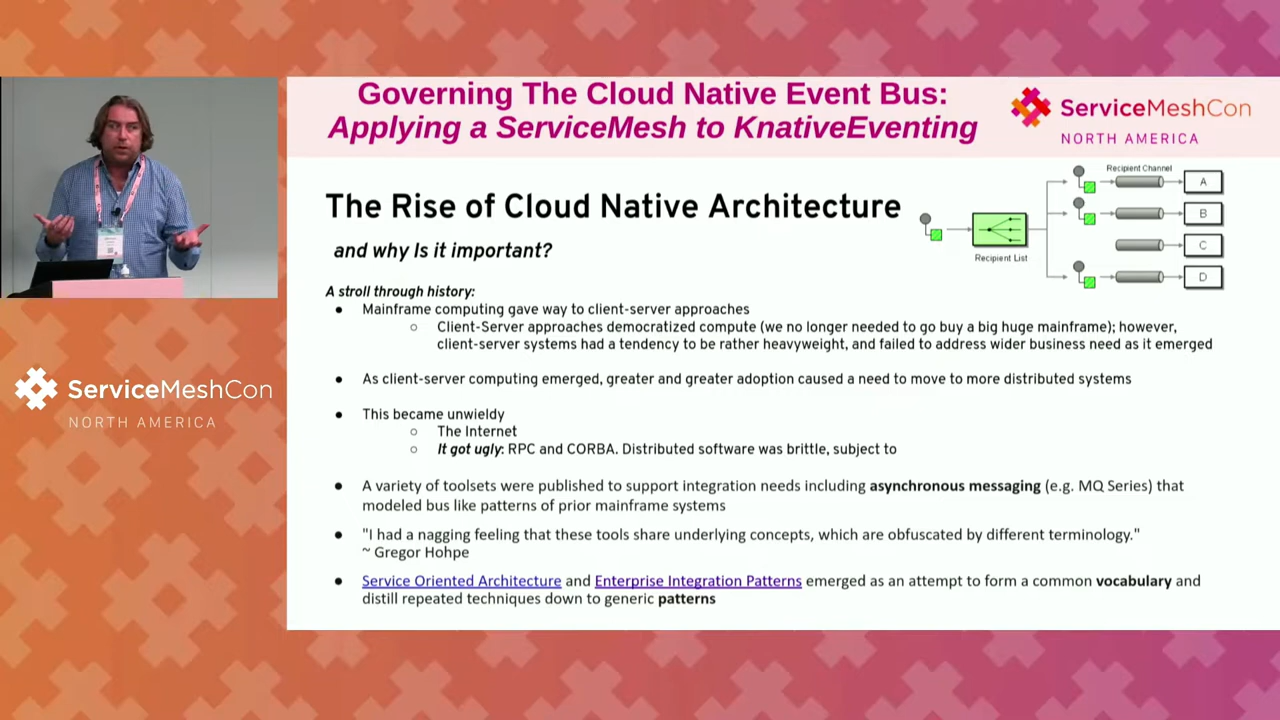 Governing The Cloud Native Event Bus:
Applying a ServiceMesh to KnativeEventing
ServiceMeshCon
NORTH AMERICA
The Rise of Cloud Native Architecture
and why Is it important?
Recipient Channel
A
B
C
D
Recipient List
A stroll through history:
● Mainframe computing gave way to client-server approaches
○ Client-Server approaches democratized compute (we no longer needed to go buy a big huge mainframe); however,
client-server systems had a tendency to be rather heavyweight, and failed to address wider business need as it emerged
● As client-server computing emerged, greater and greater adoption caused a need to move to more distributed systems
● This became unwieldy
○ The Internet
○ It got ugly: RPC and CORBA. Distributed software was brittle, subject to
● A variety of toolsets were published to support integration needs including asynchronous messaging (e.g. MQ Series) that
modeled bus like patterns of prior mainframe systems
● "I had a nagging feeling that these tools share underlying concepts, which are obfuscated by different terminology."
~ Gregor Hohpe
● Service Oriented Architecture and Enterprise Integration Patterns emerged as an attempt to form a common vocabulary and
distill repeated techniques down to generic patterns
ServiceMeshCon
NORTH AMERICA